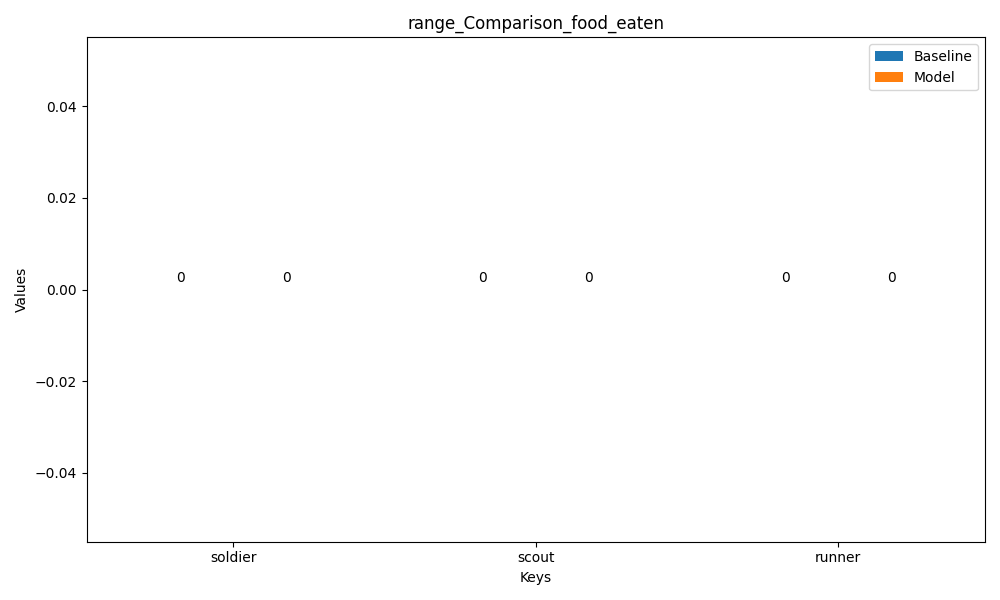 range_Comparison_food_eaten
Baseline
Model
0.04
0.02
0.00
−0.02
−0.04
Values
0 0 0 0 0 0
soldier scout runner
Keys